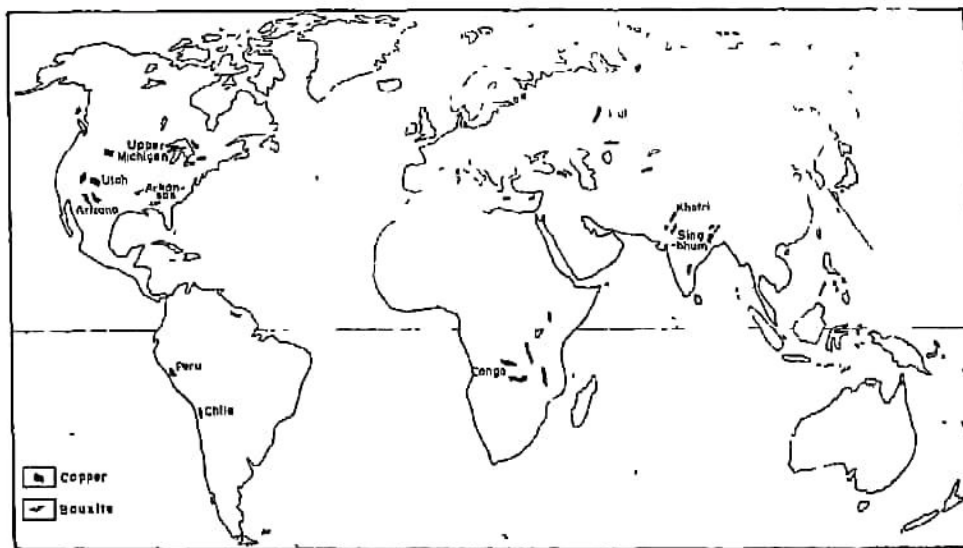 Upper
Michigan
Utah
Arkan-
sas
Arizona
Khetri
Sing
-bhum
Peru
Congo
Chile
Copper
Bauxite